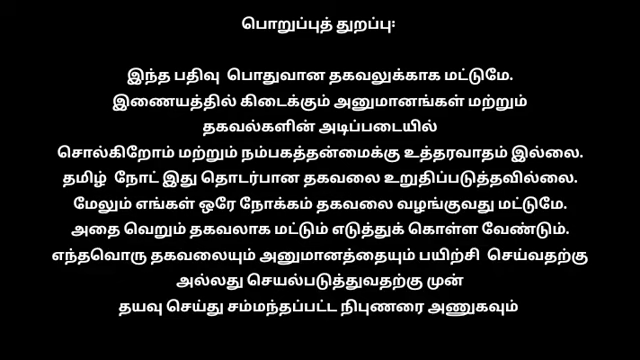 பொறுப்புத் துறப்பு:
இந்த பதிவு பொதுவான தகவலுக்காக மட்டுமே.
இணையத்தில் கிடைக்கும் அனுமானங்கள் மற்றும்
தகவல்களின் அடிப்படையில்
சொல்கிறோம் மற்றும் நம்பகத்தன்மைக்கு உத்தரவாதம் இல்லை.
தமிழ் நோட் இது தொடர்பான தகவலை உறுதிப்படுத்தவில்லை.
மேலும் எங்கள் ஒரே நோக்கம் தகவலை வழங்குவது மட்டுமே.
அதை வெறும் தகவலாக மட்டும் எடுத்துக் கொள்ள வேண்டும்.
எந்தவொரு தகவலையும் அனுமானத்தையும் பயிற்சி செய்வதற்கு
அல்லது செயல்படுத்துவதற்கு முன்
தயவு செய்து சம்மந்தப்பட்ட நிபுணரை அணுகவும்